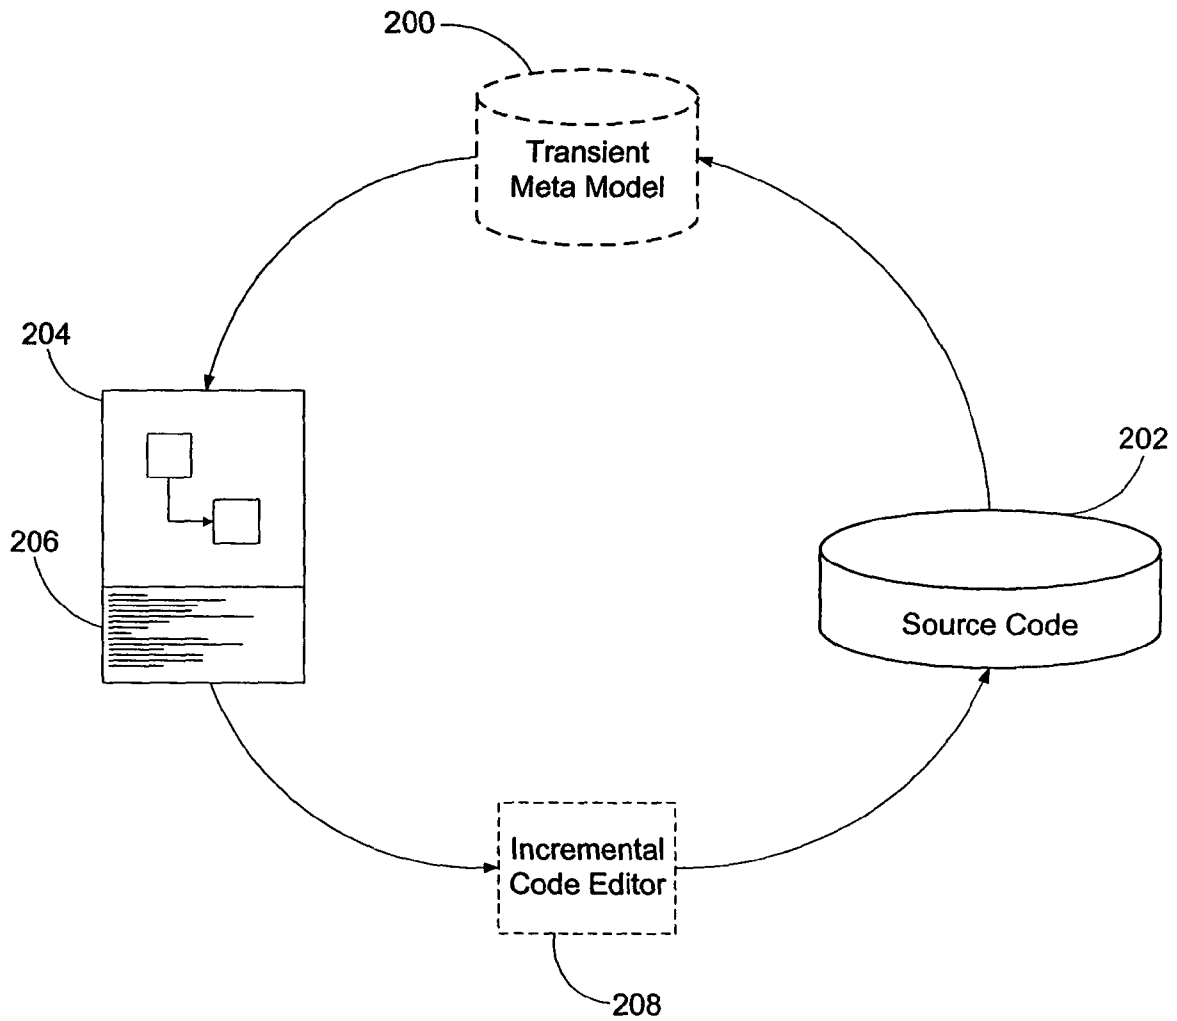 200
Transient
Meta Model
204
202
206
Source Code
Incremental
Code Editor
208